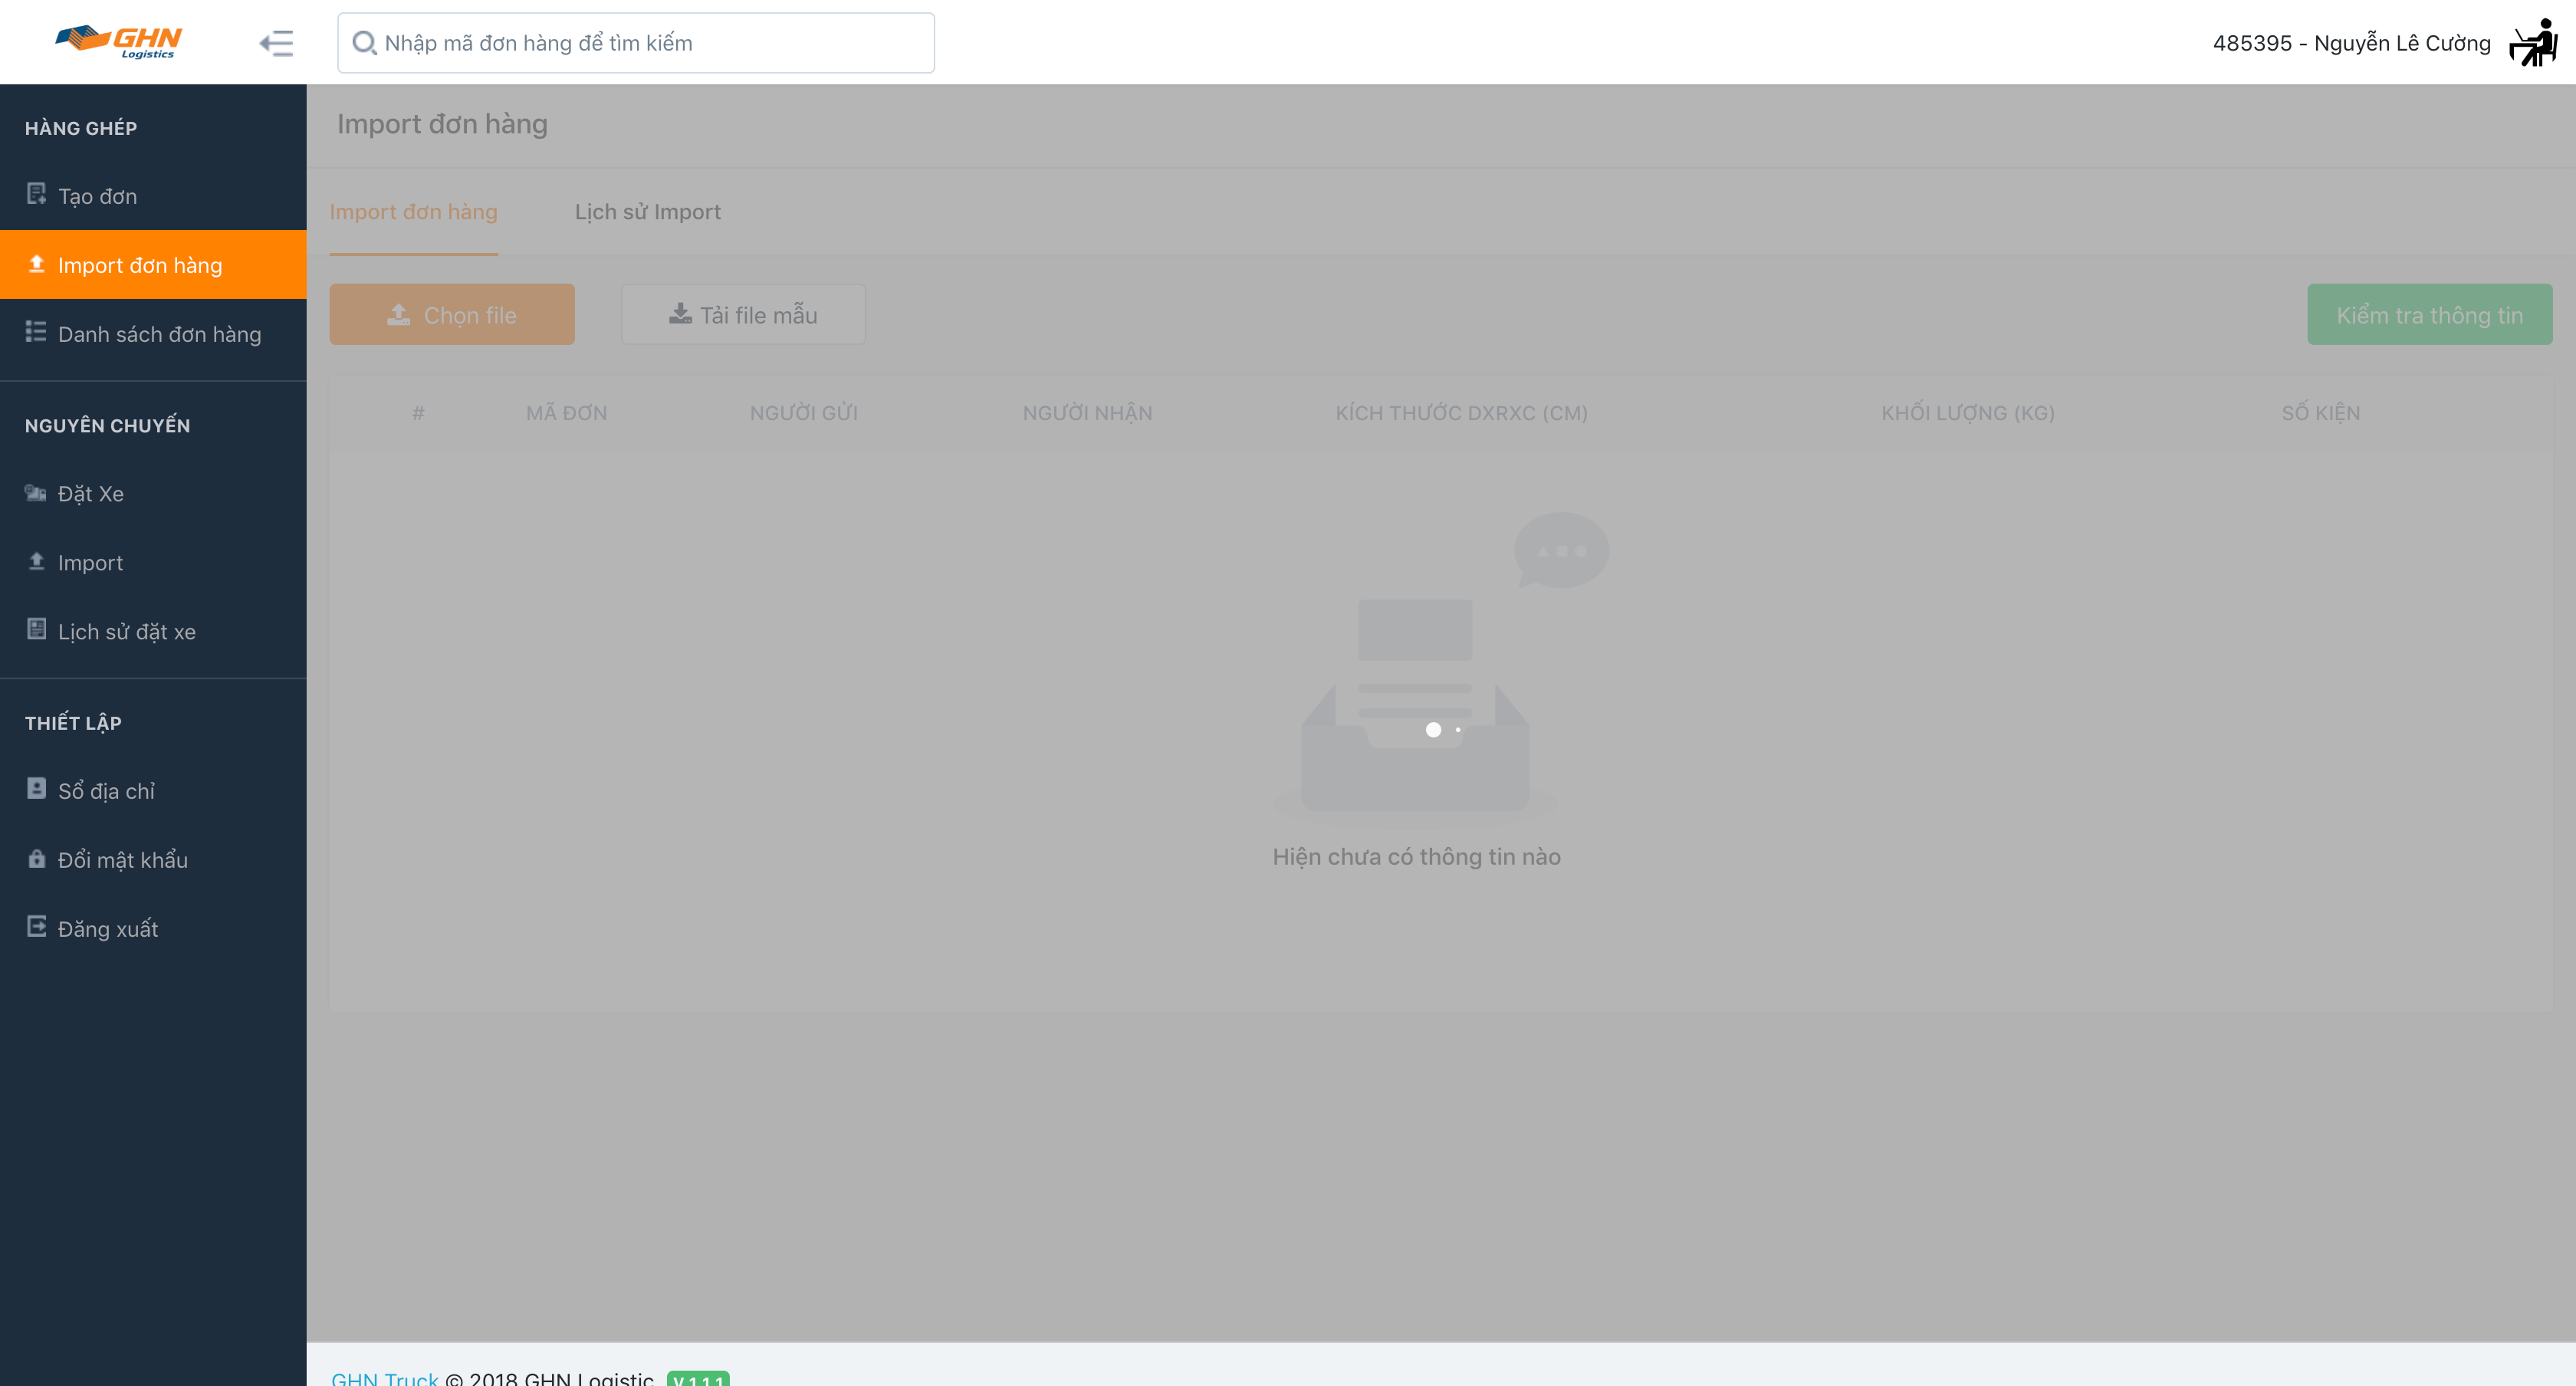 GHN
Logistics
Nhập mã đơn hàng để tìm kiếm
485395 - Nguyễn Lê Cường
HÀNG GHÉP
Tạo đơn
Import đơn hàng
Danh sách đơn hàng
NGUYÊN CHUYẾN
Đặt Xe
Import
Lịch sử đặt xe
THIẾT LẬP
Sổ địa chỉ
Đổi mật khẩu
Đăng xuất
Import đơn hàng
Import đơn hàng
Lịch sử Import
Chọn file
Tải file mẫu
Kiểm tra thông tin
# MÃ ĐƠN NGƯỜI GỬI NGƯỜI NHẬN KÍCH THƯỚC DXRXC (CM) KHỐI LƯỢNG (KG) SỐ KIỆN
Hiện chưa có thông tin nào
GHN Truck © 2018 GHN Logistic V 1.1.1